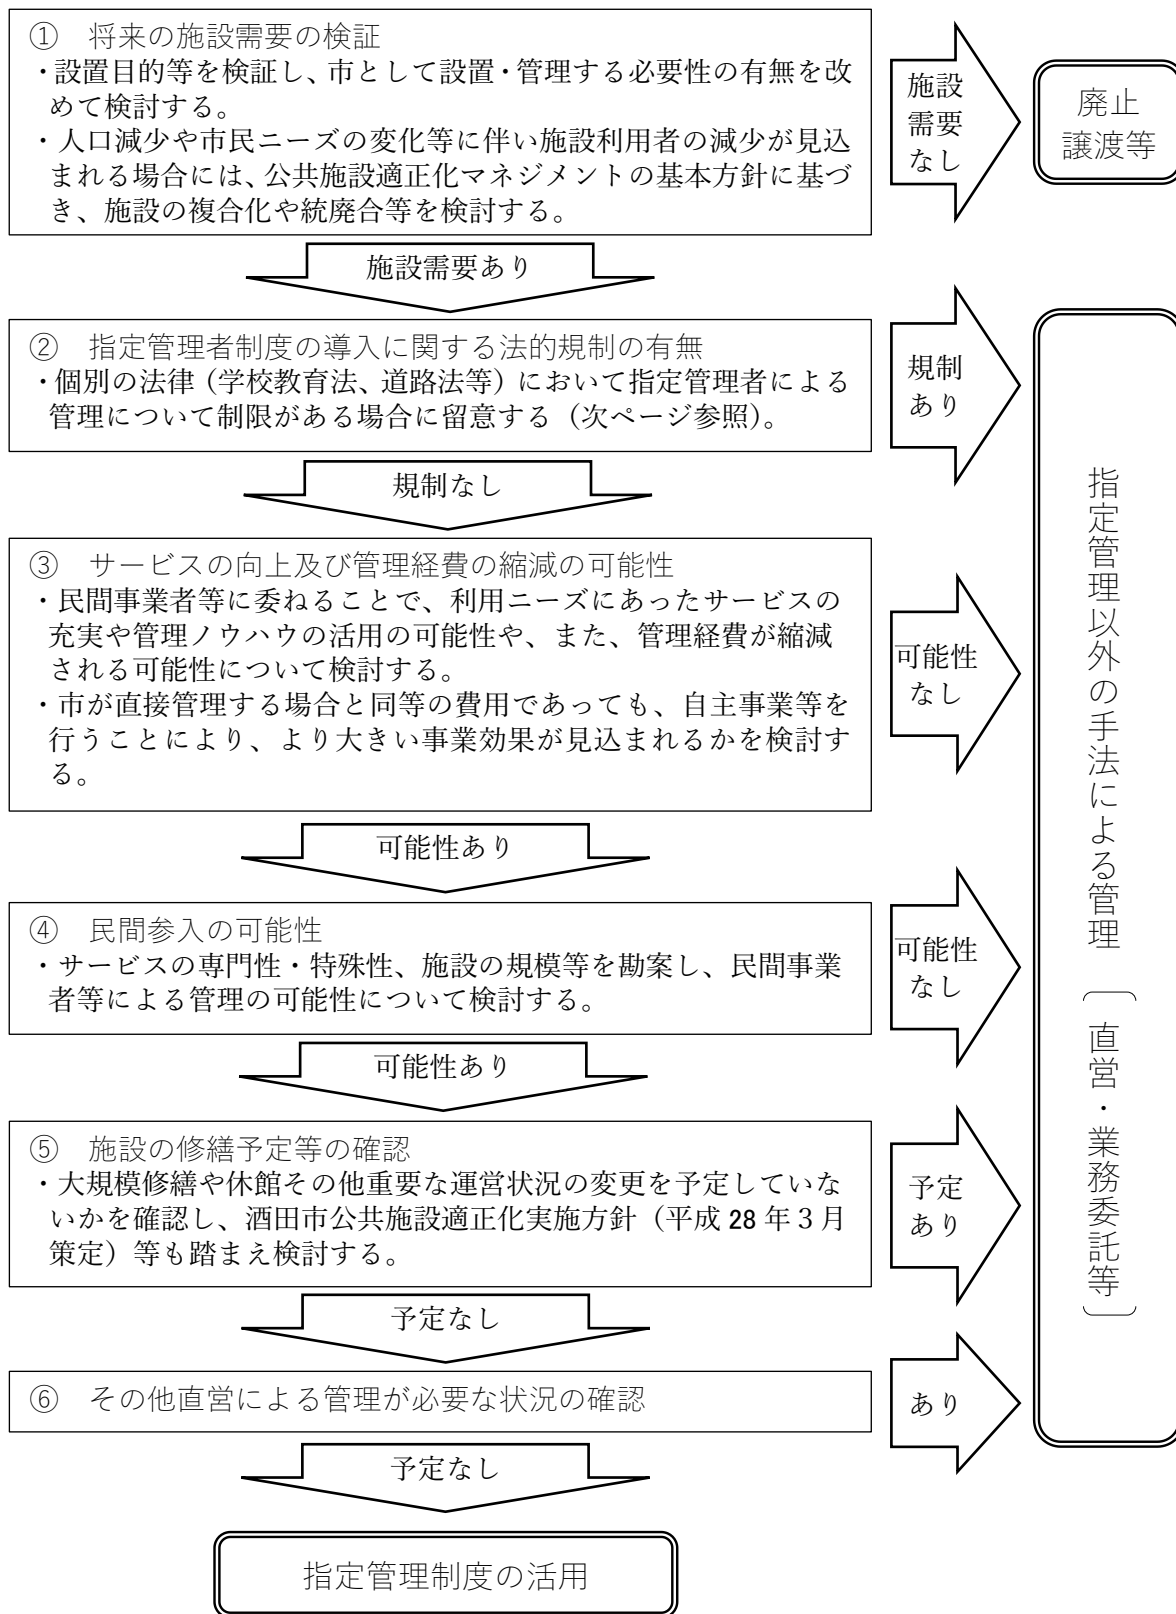 ① 将来の施設需要の検証
・設置目的等を検証し、市として設置・管理する必要性の有無を改
めて検討する。
・人口減少や市民ニーズの変化等に伴い施設利用者の減少が見込
まれる場合には、公共施設適正化マネジメントの基本方針に基づ
き、施設の複合化や統廃合等を検討する。
施設
需要
なし
廃止
譲渡等
施設需要あり
② 指定管理者制度の導入に関する法的規制の有無
・個別の法律（学校教育法、道路法等）において指定管理者による
管理について制限がある場合に留意する（次ページ参照）。
規制
あり
規制なし
③ サービスの向上及び管理経費の縮減の可能性
・民間事業者等に委ねることで、利用ニーズにあったサービスの
充実や管理ノウハウの活用の可能性や、また、管理経費が縮減
される可能性について検討する。
・市が直接管理する場合と同等の費用であっても、自主事業等を
行うことにより、より大きい事業効果が見込まれるかを検討す
る。
可能性
なし
可能性あり
④ 民間参入の可能性
・サービスの専門性・特殊性、施設の規模等を勘案し、民間事業
者等による管理の可能性について検討する。
可能性
なし
可能性あり
⑤ 施設の修繕予定等の確認
・大規模修繕や休館その他重要な運営状況の変更を予定していな
いかを確認し、酒田市公共施設適正化実施方針（平成 28 年３月
策定）等も踏まえ検討する。
予定
あり
予定なし
⑥ その他直営による管理が必要な状況の確認
あり
予定なし
指定管理以外の手法による管理〔直営・業務委託等〕
指定管理制度の活用